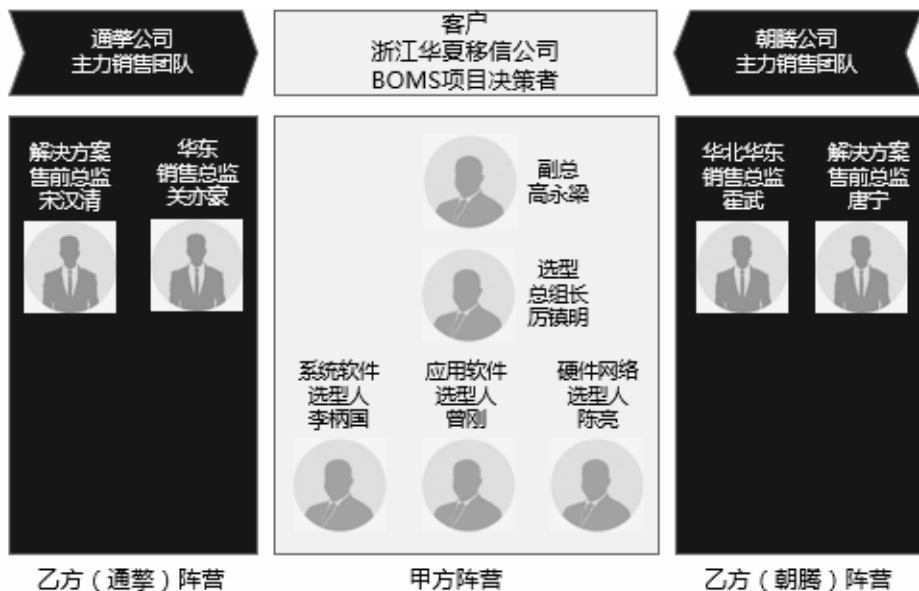 通擎公司
主力销售团队
客户
浙江华夏移信公司
BOMS项目决策者
朝腾公司
主力销售团队
解决方案
售前总监
宋汉清
华东
销售总监
关亦豪
副总
高永梁
选型
总组长
厉镇明
系统软件
选型人
李柄国
应用软件
选型人
曾刚
硬件网络
选型人
陈亮
华北华东
销售总监
霍武
解决方案
售前总监
唐宁
乙方（通擎）阵营
甲方阵营
乙方（朝腾）阵营